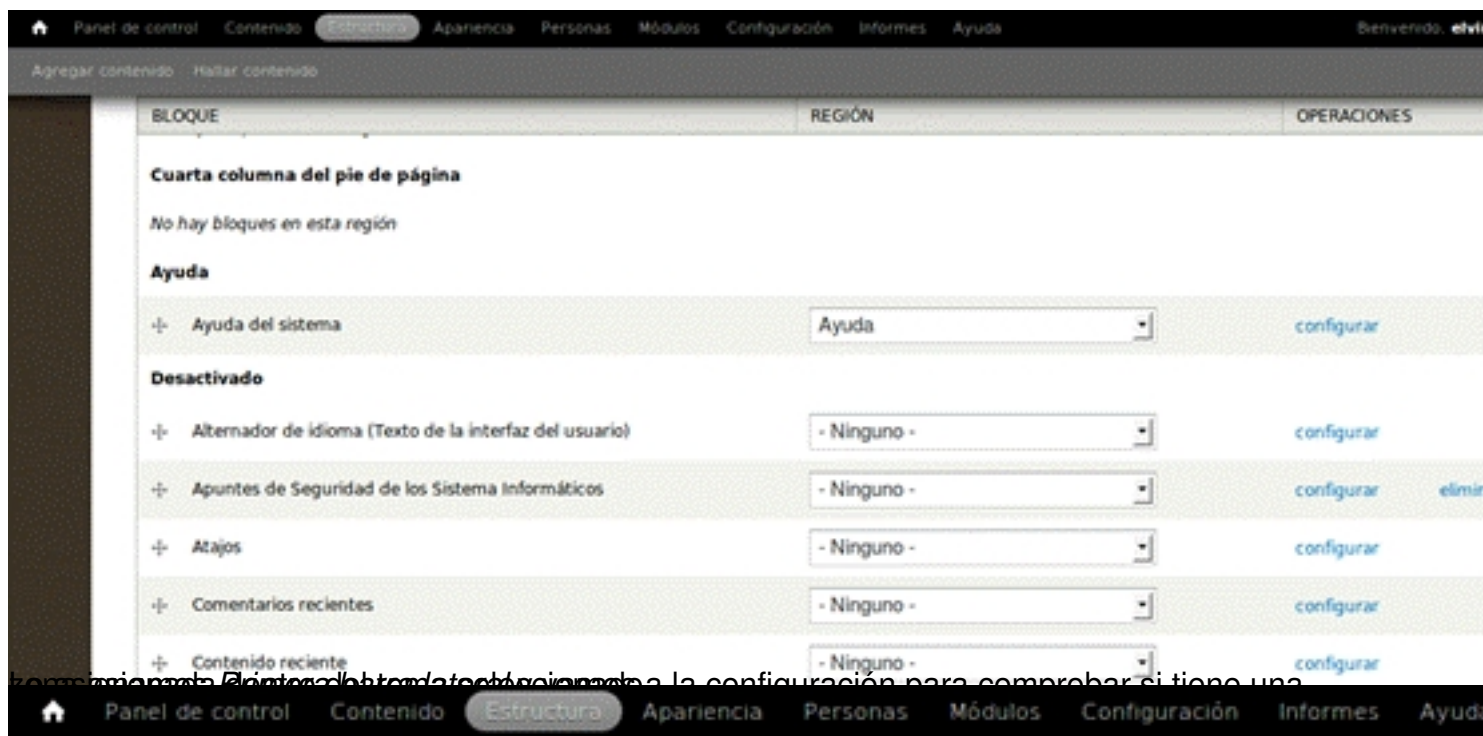 Panel de control Contenido Estructura Apariencia Personas Módulos Configuración Informes Ayuda Bienvenido,
Agregar contenido Hallar contenido
BLOQUE REGIÓN OPERACIONES
Cuarta columna del pie de página
No hay bloques en esta región
Ayuda
Ayuda del sistema Ayuda configurar
Desactivado
Alternador de idioma (Texto de la interfaz del usuario) - Ninguno - configurar
Apuntes de Seguridad de los Sistema Informáticos - Ninguno - configurar
Atajos - Ninguno - configurar
Comentarios recientes - Ninguno - configurar
Contenido reciente - Ninguno - configurar
a la configuración para comprobar si tiene una
Panel de control Contenido Estructura Apariencia Personas Módulos Configuración Informes